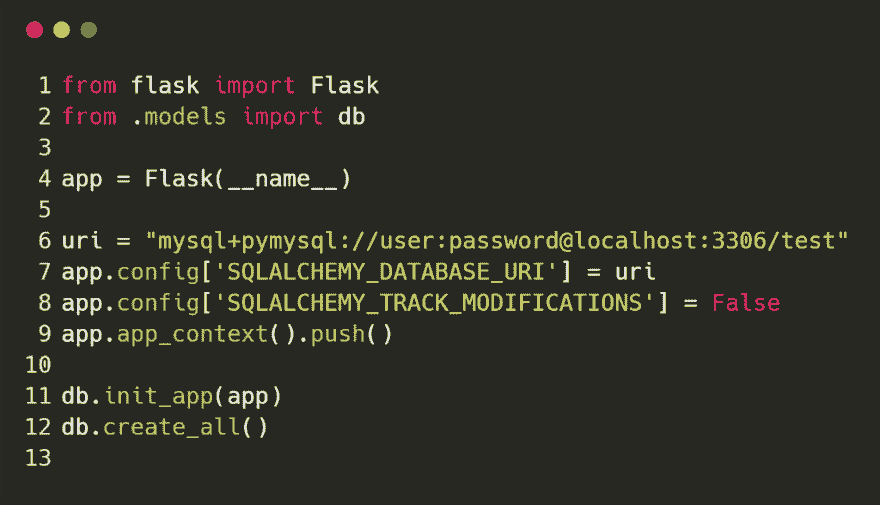 1 from flask import Flask
2 from .models import db
3
4 app = Flask(__name__)
5
6 uri = "mysql+pymysql://user:password@localhost:3306/test"
7 app.config['SQLALCHEMY_DATABASE_URI'] = uri
8 app.config['SQLALCHEMY_TRACK_MODIFICATIONS'] = False
9 app.app_context().push()
10
11 db.init_app(app)
12 db.create_all()
13